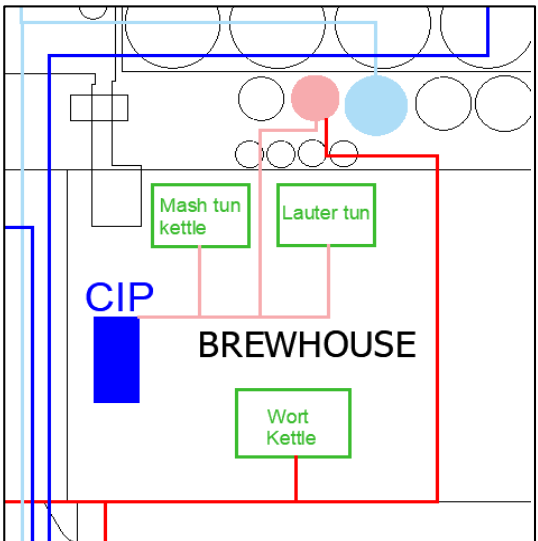 Mash tun
kettle
Lauter tun
CIP
BREWHOUSE
Wort
Kettle